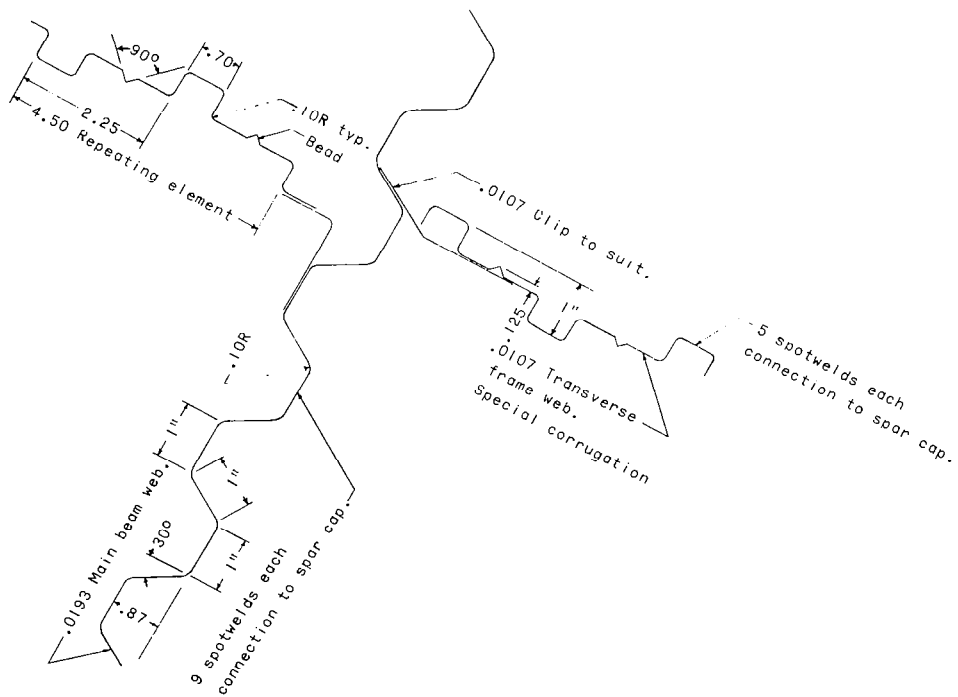 90°
.70
2.25
4.50 Repeating element
.10R typ.
Bead
.0107 Clip to suit.
1"
.125
.0107 Transverse
frame web.
Special corrugation
5 spotwelds each
connection to spar cap.
.10R
1"
1"
1"
30°
.87
.0193 Main beam web.
9 spotwelds each
connection to spar cap.